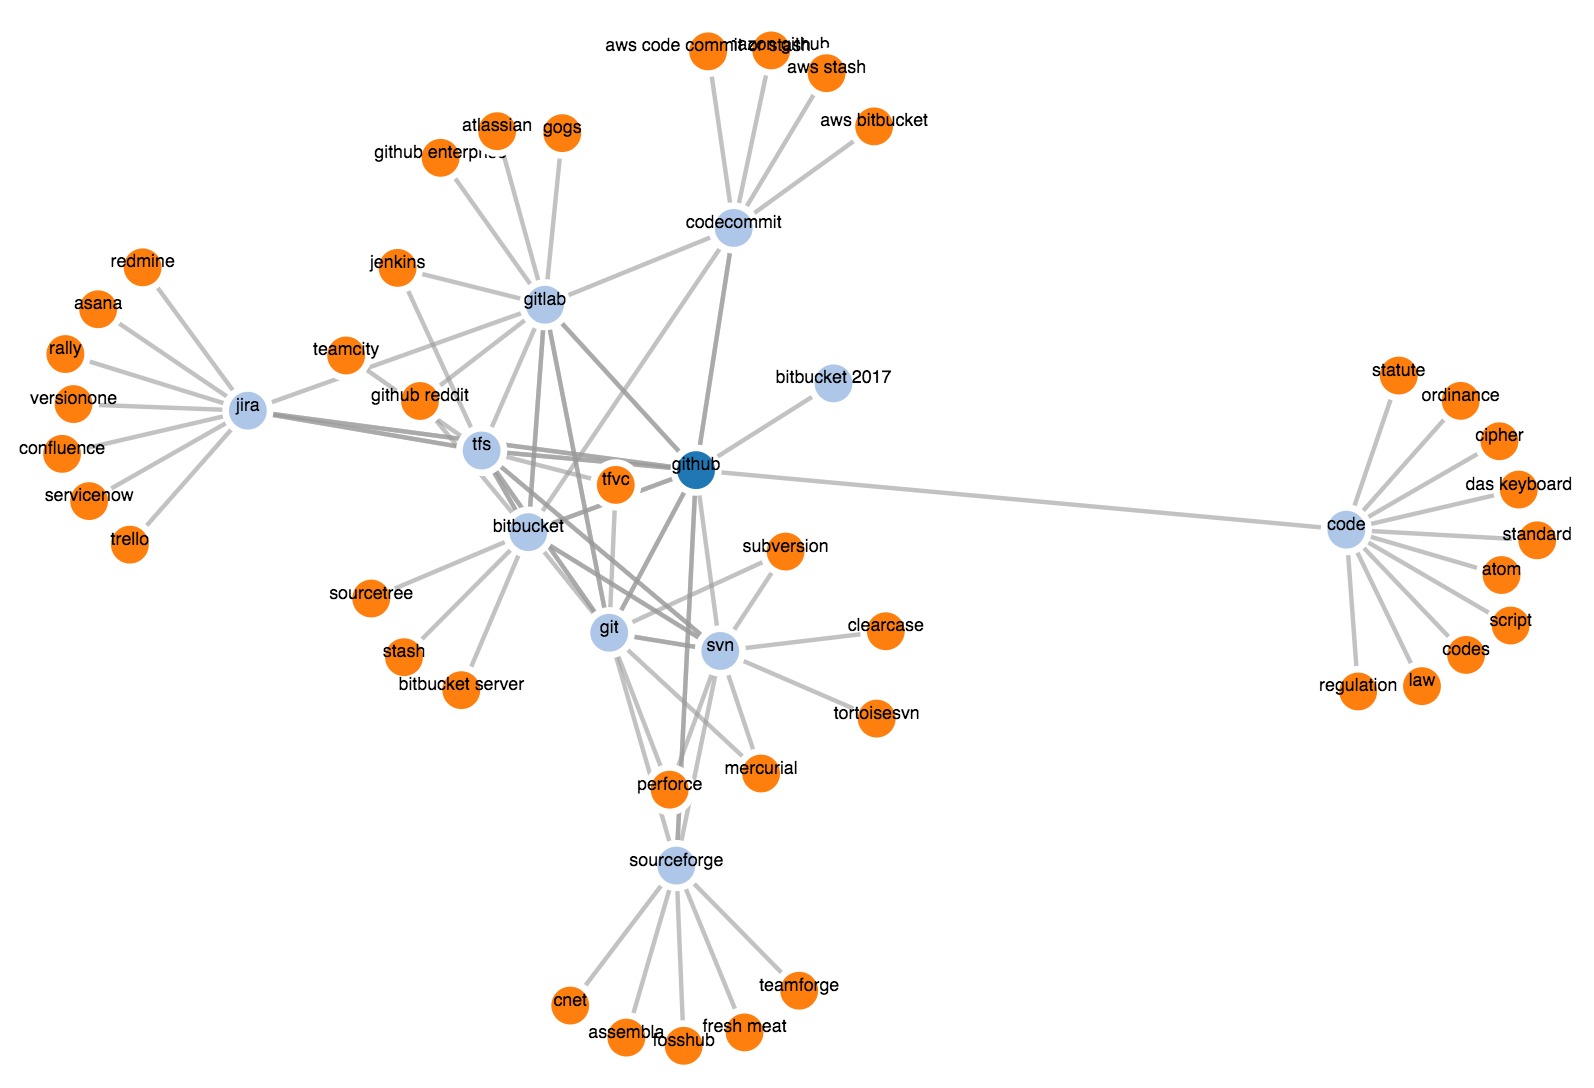 aws code commit or stash
github
aws stash
aws bitbucket
atlassian
gogs
github enterprise
codecommit
redmine
jenkins
asana
gitlab
rally
teamcity
bitbucket 2017
statute
versionone
jira
github reddit
ordinance
confluence
tfs
github
cipher
tfvc
das keyboard
servicenow
bitbucket
code
standard
trello
subversion
atom
sourcetree
git
clearcase
script
stash
svn
codes
bitbucket server
regulation
law
tortoisesvn
perforce
mercurial
sourceforge
cnet
teamforge
assembla
fosshub
fresh meat